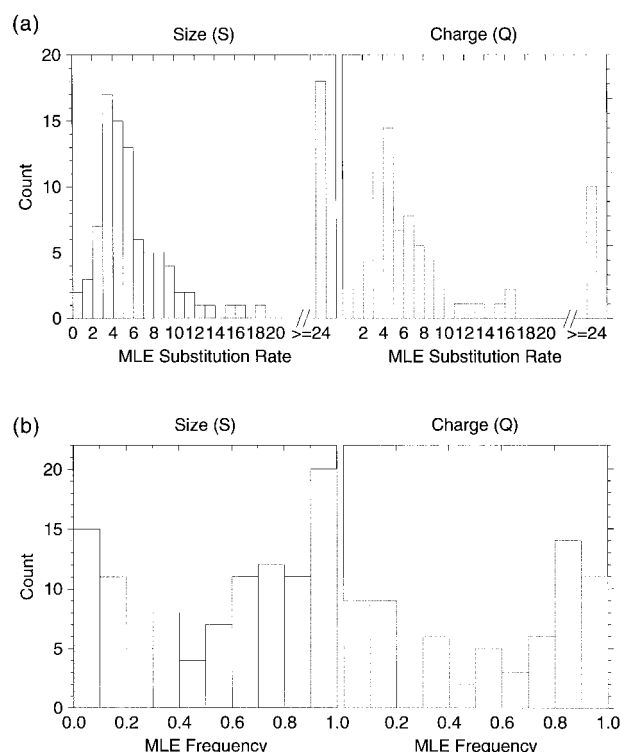 (a)
Size (S) Charge (Q)
20
15
10
5
0
Count
0 2 4 6 8 10 12 14 16 18 20 >=24 2 4 6 8 10 12 14 16 18 20 >=24
MLE Substitution Rate MLE Substitution Rate
(b)
Size (S) Charge (Q)
20
15
10
5
0
Count
0.0 0.2 0.4 0.6 0.8 1.0 0.2 0.4 0.6 0.8 1.0
MLE Frequency MLE Frequency